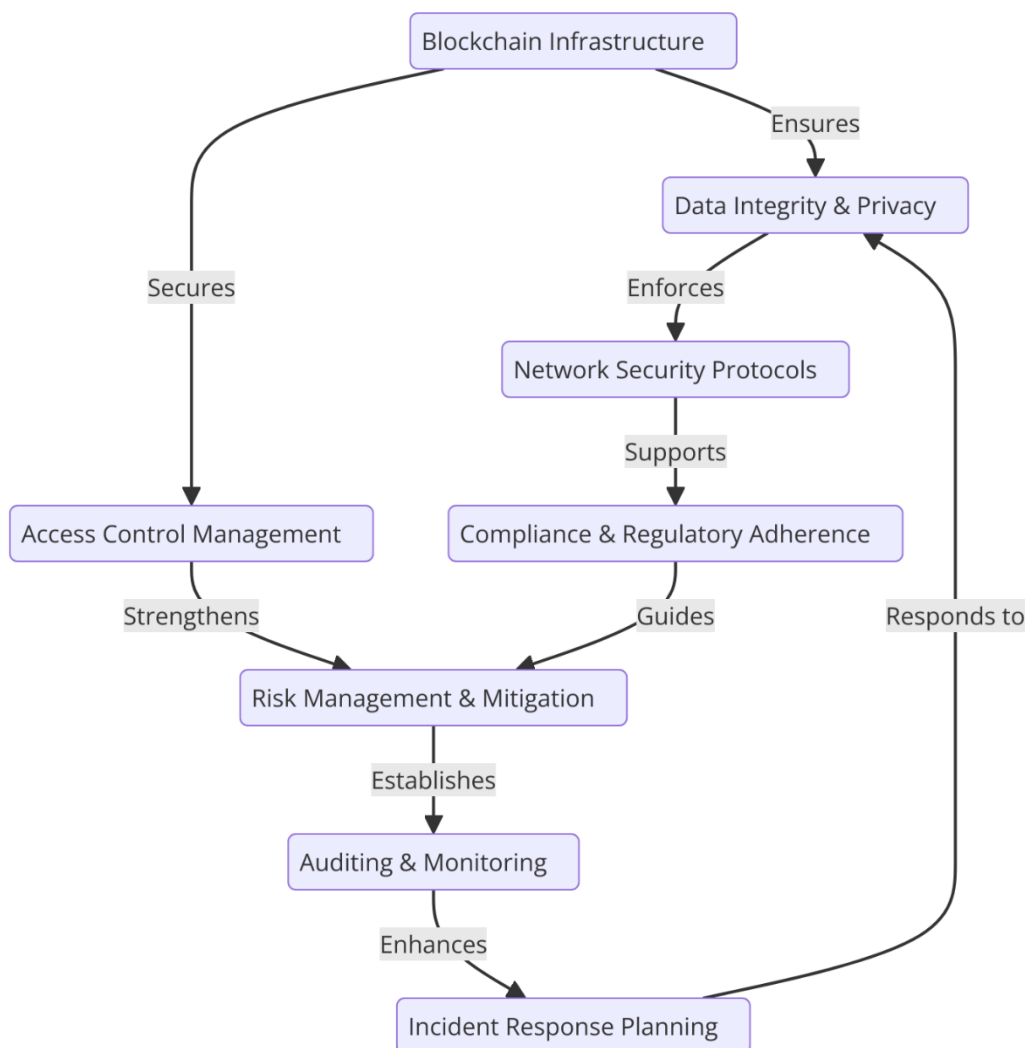 Blockchain Infrastructure
Ensures
Data Integrity & Privacy
Secures
Enforces
Network Security Protocols
Supports
Access Control Management
Compliance & Regulatory Adherence
Strengthens
Guides
Responds to
Risk Management & Mitigation
Establishes
Auditing & Monitoring
Enhances
Incident Response Planning